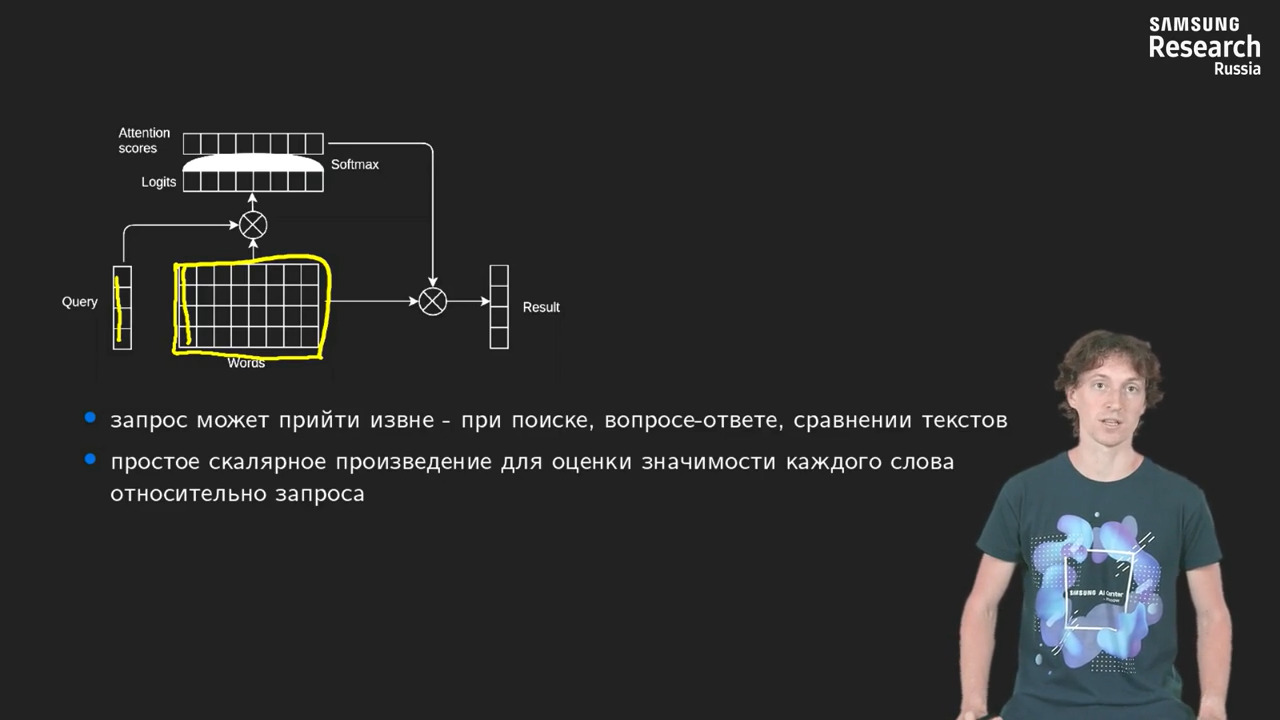 SAMSUNG
Research
Russia
Attention
scores
Softmax
Logits
Query
Result
Words
запрос может прийти извне - при поиске, вопросе-ответе, сравнении текстов
простое скалярное произведение для оценки значимости каждого слова
относительно запроса
SAMSUNG AI Center